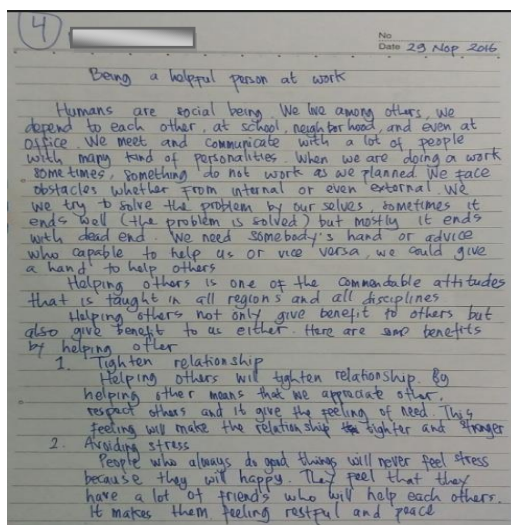 4
No
Date 29 Nop 2016
Being a helpful person at work
Humans are social being. We live among others, we
depend to each other, at school, neighborhood, and even at
office. We meet and communicate with a lot of people
with many kind of personalities. When we are doing a work
sometimes, something do not work as we planned. We face
obstacles whether from internal or even external. We
we try to solve the problem by our selves, sometimes it
ends well (the problem is solved) but mostly it ends
with dead end. We need somebody's hand or advice
who capable to help us or vice versa, we could give
a hand to help others
Helping others is one of the commendable attitudes
that is taught in all regions and all disciplines
Helping others not only give benefit to others but
also give benefit to us either. Here are some benefits
by helping other
1. Tighten relationship
Helping others will tighten relationship. By
helping other means that we appreciate other,
respect others and it give the feeling of need. This
feeling will make the relationship tighter and stronger
2. Avoiding stress
People who always do good things will never feel stress
because they will happy. They feel that they
have a lot of friend's who will help each others.
It makes them feeling restful and peace